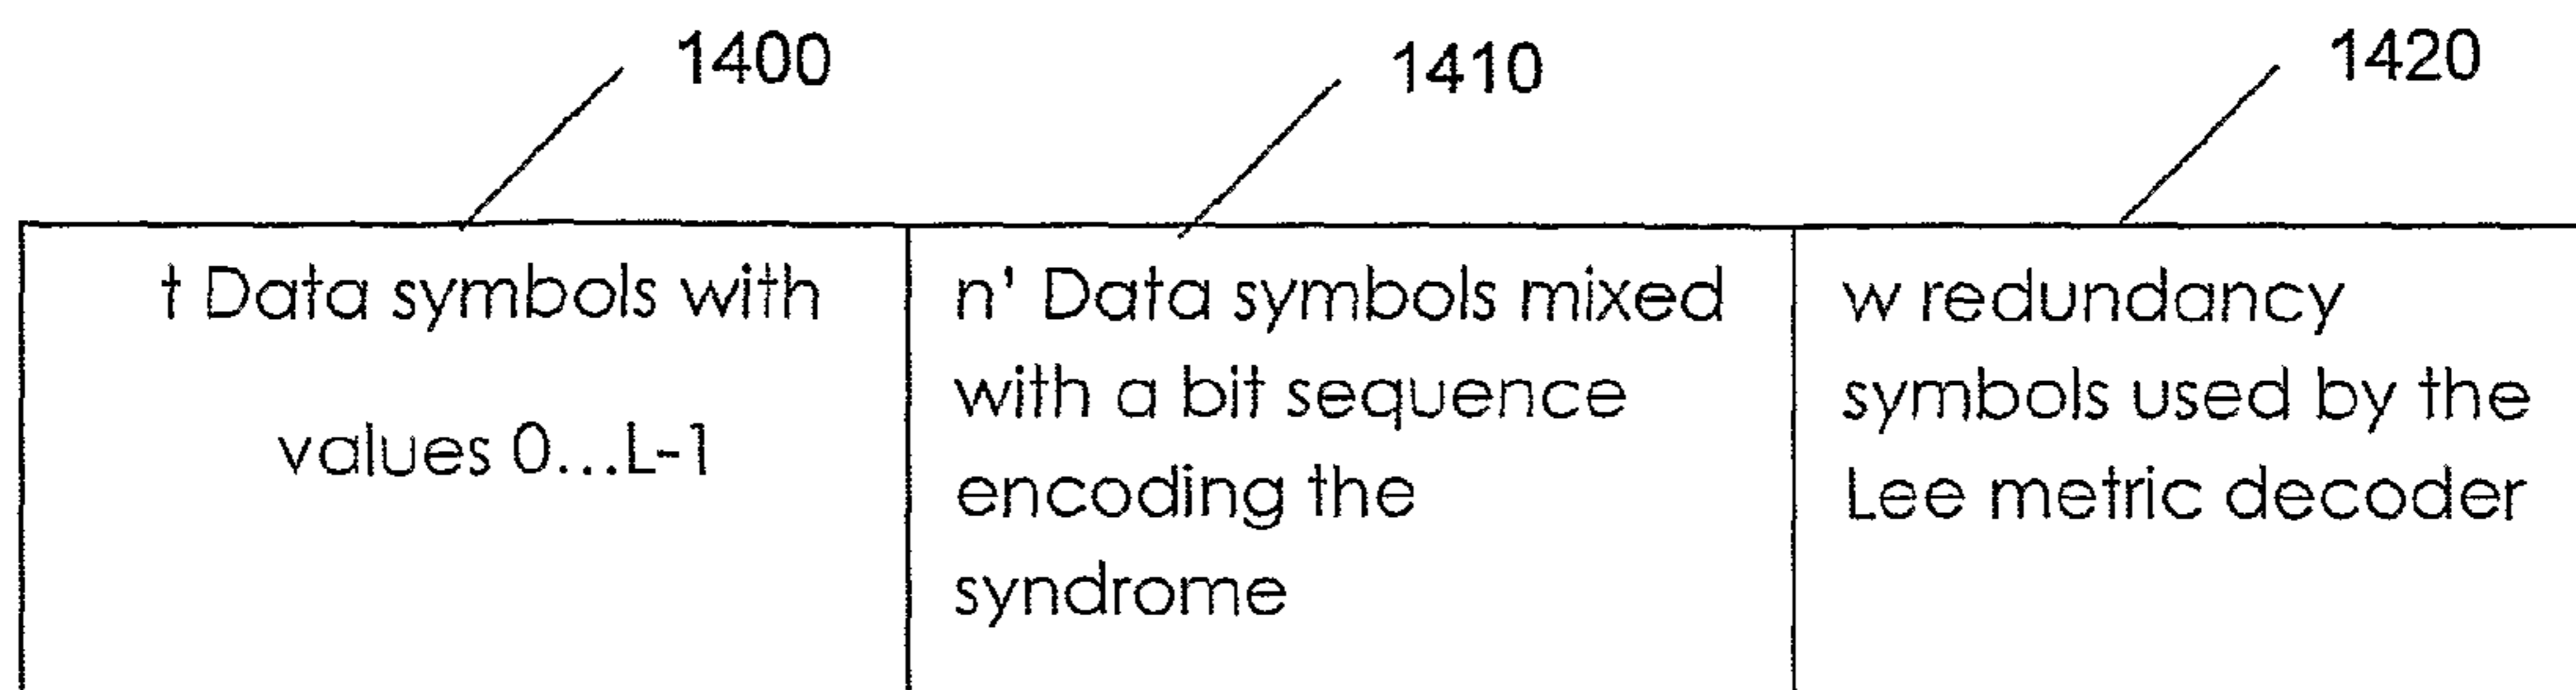 1400
1410
1420
t Data symbols with
values 0...L-1
n' Data symbols mixed
with a bit sequence
encoding the
syndrome
w redundancy
symbols used by the
Lee metric decoder